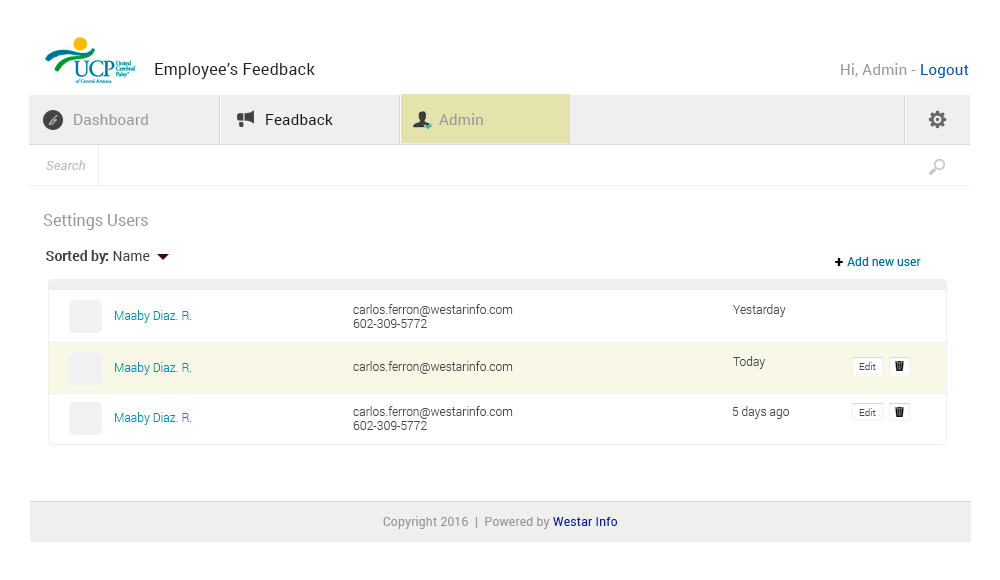 UCP United Cerebral Palsy
of Central Arizona
Employee's Feedback
Hi, Admin - Logout
Dashboard
Feadback
Admin
Search
Settings Users
Sorted by: Name
+ Add new user
Maaby Diaz. R.
carlos.ferron@westarinfo.com
602-309-5772
Yestarday
Maaby Diaz. R.
carlos.ferron@westarinfo.com
Today
Edit
Maaby Diaz. R.
carlos.ferron@westarinfo.com
602-309-5772
5 days ago
Edit
Copyright 2016 | Powered by Westar Info